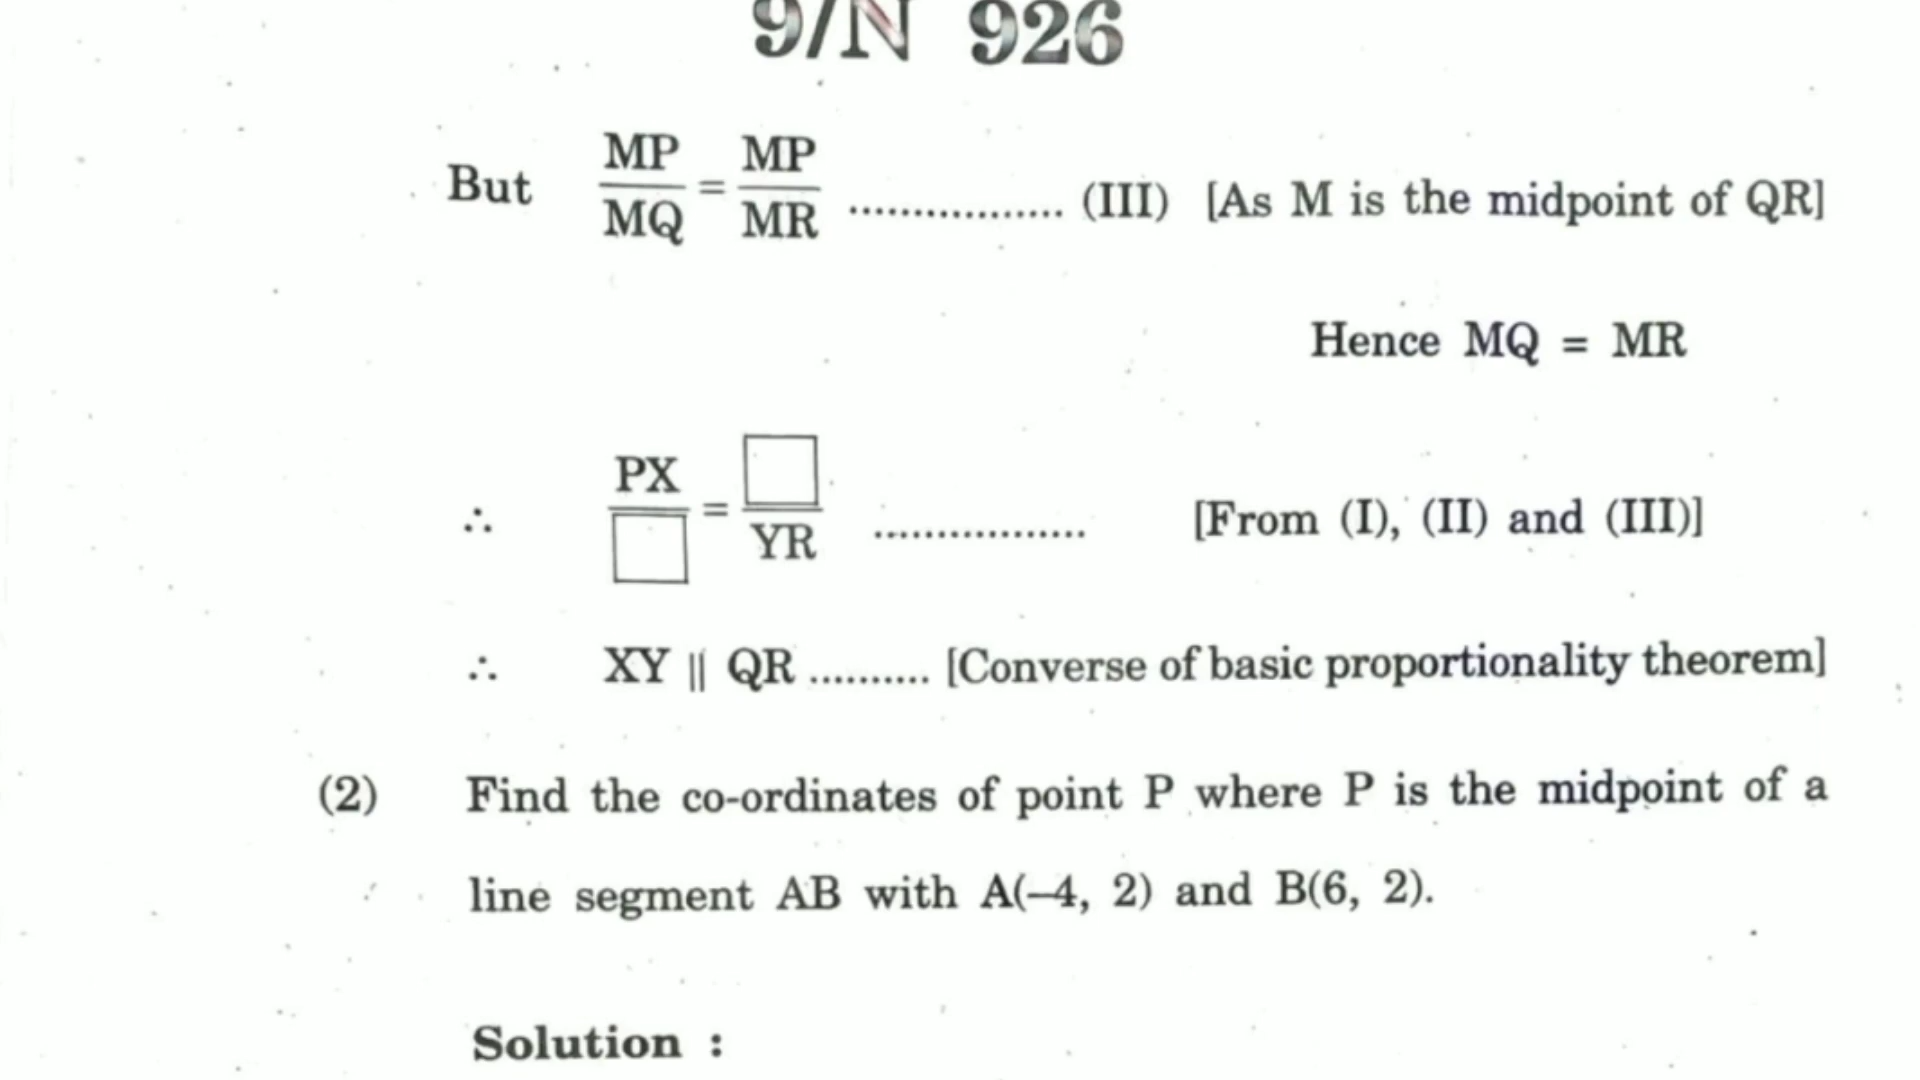 9/N 926
But MP/MQ = MP/MR ................. (III) [As M is the midpoint of QR]
Hence MQ = MR
∴ PX/□ = □/YR ................. [From (I), (II) and (III)]
∴ XY || QR .......... [Converse of basic proportionality theorem]
(2) Find the co-ordinates of point P where P is the midpoint of a
line segment AB with A(–4, 2) and B(6, 2).
Solution :